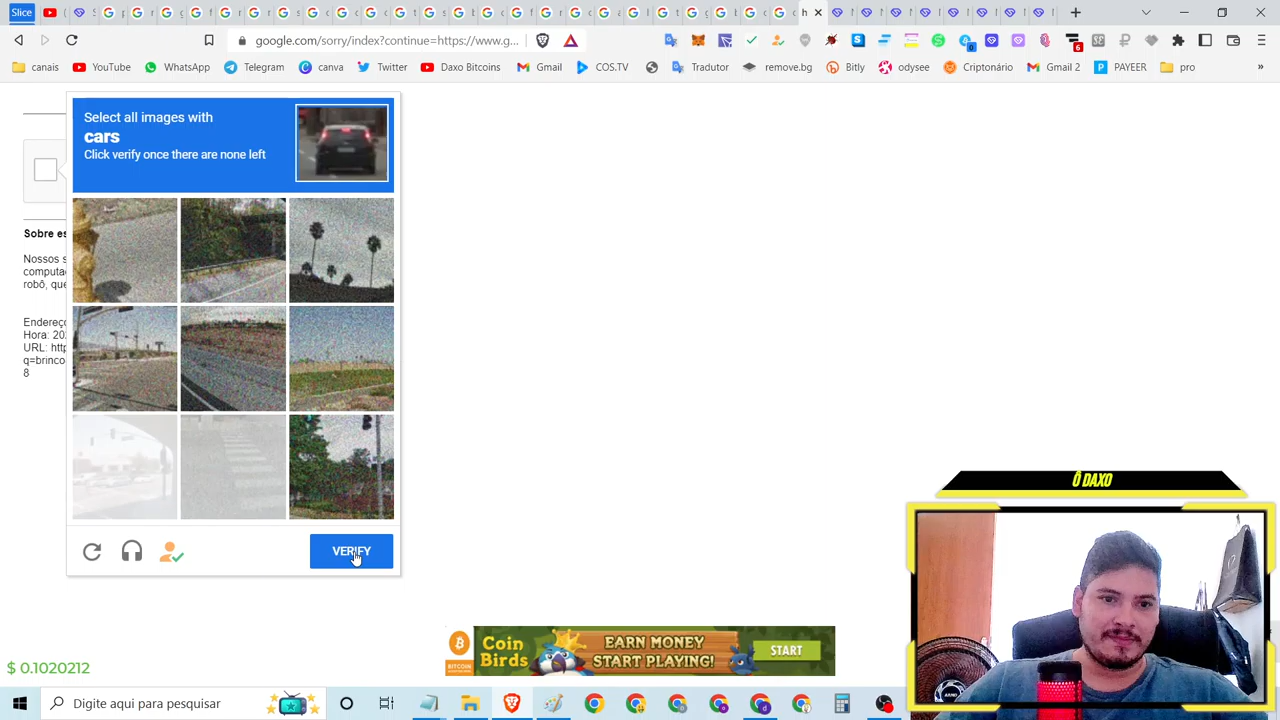 Slice
google.com/sorry/index?continue=https://www.g...
canais YouTube WhatsApp Telegram canva Twitter Daxo Bitcoins Gmail COS.TV Tradutor remove.bg Bitly odysee Criptonário Gmail 2 PAYEER pro »
Select all images with
cars
Click verify once there are none left
Sobre es
Nossos s
computa
robô, que
Endereço
Hora: 20
URL: http
q=brinco
8
VERIFY
Ô DAXO
BITCOIN
Coin
Birds
EARN MONEY
START PLAYING!
START
$ 0.1020212
Digite aqui para pesquisar